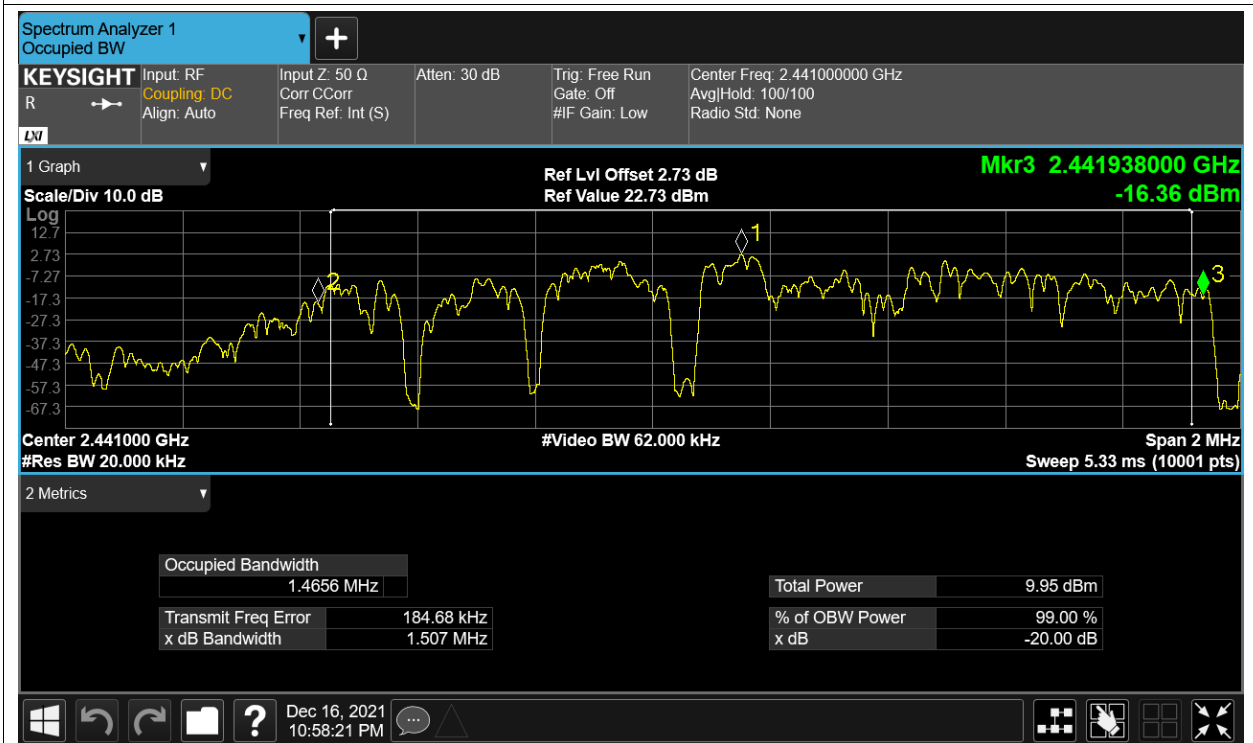 Spectrum Analyzer 1
Occupied BW
KEYSIGHT
R
LXI
Input: RF
Coupling: DC
Align: Auto
Input Z: 50 Ω
Corr CCorr
Freq Ref: Int (S)
Atten: 30 dB
Trig: Free Run
Gate: Off
#IF Gain: Low
Center Freq: 2.441000000 GHz
Avg|Hold: 100/100
Radio Std: None
1 Graph
Scale/Div 10.0 dB
Ref Lvl Offset 2.73 dB
Ref Value 22.73 dBm
Mkr3 2.441938000 GHz
-16.36 dBm
Log
12.7
2.73
-7.27
-17.3
-27.3
-37.3
-47.3
-57.3
-67.3
1
2
3
Center 2.441000 GHz
#Video BW 62.000 kHz
Span 2 MHz
#Res BW 20.000 kHz
Sweep 5.33 ms (10001 pts)
2 Metrics
Occupied Bandwidth
1.4656 MHz
Total Power 9.95 dBm
Transmit Freq Error 184.68 kHz
% of OBW Power 99.00 %
x dB Bandwidth 1.507 MHz
x dB -20.00 dB
?
Dec 16, 2021
10:58:21 PM